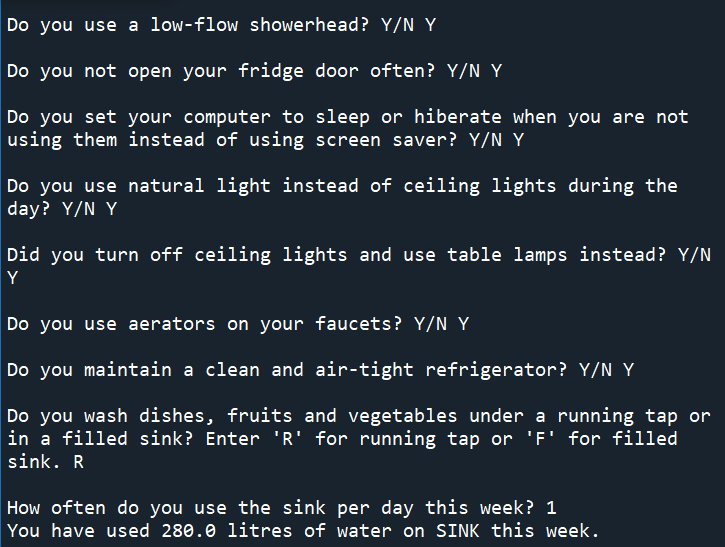 Do you use a low-flow showerhead? Y/N Y
Do you not open your fridge door often? Y/N Y
Do you set your computer to sleep or hiberate when you are not
using them instead of using screen saver? Y/N Y
Do you use natural light instead of ceiling lights during the
day? Y/N Y
Did you turn off ceiling lights and use table lamps instead? Y/N
Y
Do you use aerators on your faucets? Y/N Y
Do you maintain a clean and air-tight refrigerator? Y/N Y
Do you wash dishes, fruits and vegetables under a running tap or
in a filled sink? Enter 'R' for running tap or 'F' for filled
sink. R
How often do you use the sink per day this week? 1
You have used 280.0 litres of water on SINK this week.